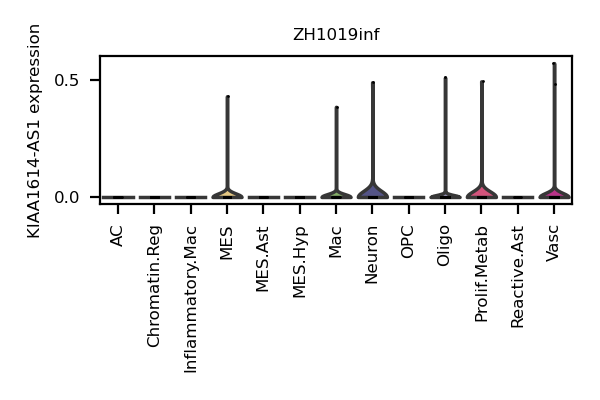 ZH1019inf
KIAA1614-AS1 expression
0.5
0.0
AC
Chromatin.Reg
Inflammatory.Mac
MES
MES.Ast
MES.Hyp
Mac
Neuron
OPC
Oligo
Prolif.Metab
Reactive.Ast
Vasc